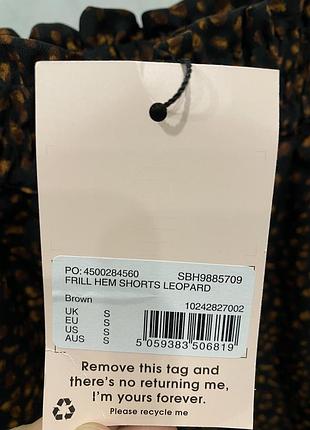 PO: 4500284560 SBH9885709
FRILL HEM SHORTS LEOPARD
Brown 10242827002
UK S
EU S
US S
AUS S
5 059383 506819
Remove this tag and
there's no returning me,
I'm yours forever.
Please recycle me